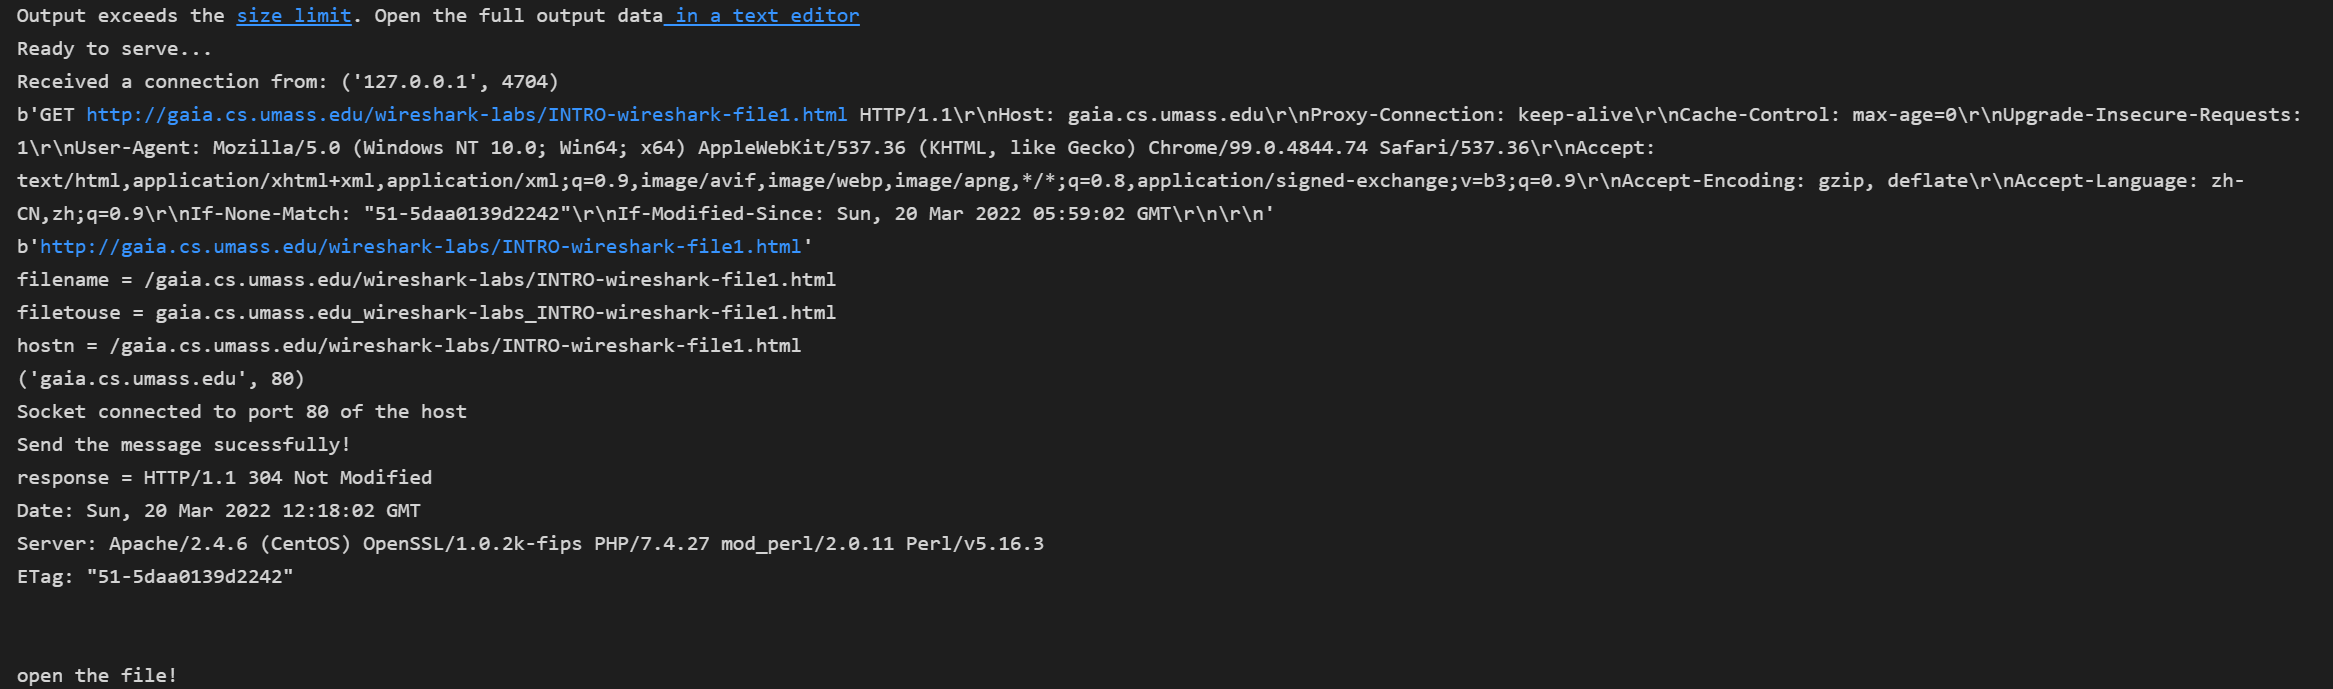 Output exceeds the size limit. Open the full output data in a text editor
Ready to serve...
Received a connection from: ('127.0.0.1', 4704)
b'GET http://gaia.cs.umass.edu/wireshark-labs/INTRO-wireshark-file1.html HTTP/1.1\r\nHost: gaia.cs.umass.edu\r\nProxy-Connection: keep-alive\r\nCache-Control: max-age=0\r\nUpgrade-Insecure-Requests:
1\r\nUser-Agent: Mozilla/5.0 (Windows NT 10.0; Win64; x64) AppleWebKit/537.36 (KHTML, like Gecko) Chrome/99.0.4844.74 Safari/537.36\r\nAccept:
text/html,application/xhtml+xml,application/xml;q=0.9,image/avif,image/webp,image/apng,*/*;q=0.8,application/signed-exchange;v=b3;q=0.9\r\nAccept-Encoding: gzip, deflate\r\nAccept-Language: zh-
CN,zh;q=0.9\r\nIf-None-Match: "51-5daa0139d2242"\r\nIf-Modified-Since: Sun, 20 Mar 2022 05:59:02 GMT\r\n\r\n'
b'http://gaia.cs.umass.edu/wireshark-labs/INTRO-wireshark-file1.html'
filename = /gaia.cs.umass.edu/wireshark-labs/INTRO-wireshark-file1.html
filetouse = gaia.cs.umass.edu_wireshark-labs_INTRO-wireshark-file1.html
hostn = /gaia.cs.umass.edu/wireshark-labs/INTRO-wireshark-file1.html
('gaia.cs.umass.edu', 80)
Socket connected to port 80 of the host
Send the message sucessfully!
response = HTTP/1.1 304 Not Modified
Date: Sun, 20 Mar 2022 12:18:02 GMT
Server: Apache/2.4.6 (CentOS) OpenSSL/1.0.2k-fips PHP/7.4.27 mod_perl/2.0.11 Perl/v5.16.3
ETag: "51-5daa0139d2242"
open the file!